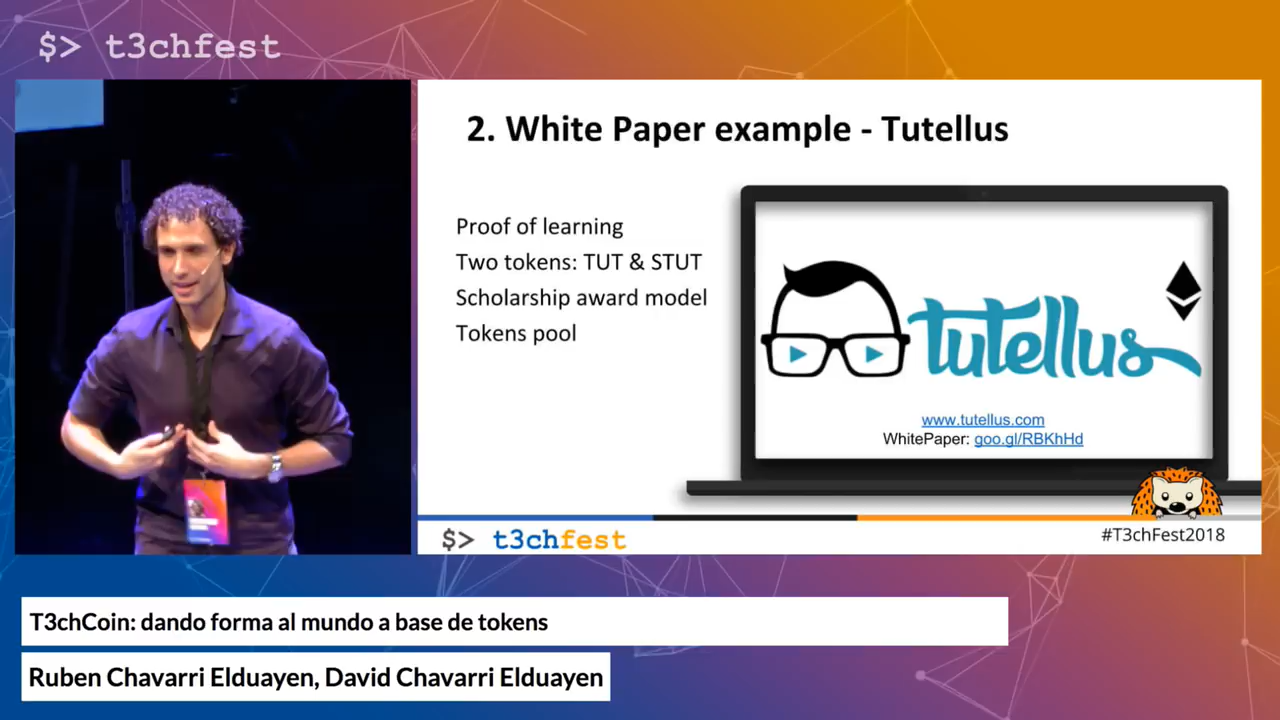 $> t3chfest
2. White Paper example - Tutellus
Proof of learning
Two tokens: TUT & STUT
Scholarship award model
Tokens pool
tutellus
www.tutellus.com
WhitePaper: goo.gl/RBKhHd
$> t3chfest
#T3chFest2018
T3chCoin: dando forma al mundo a base de tokens
Ruben Chavarri Elduayen, David Chavarri Elduayen